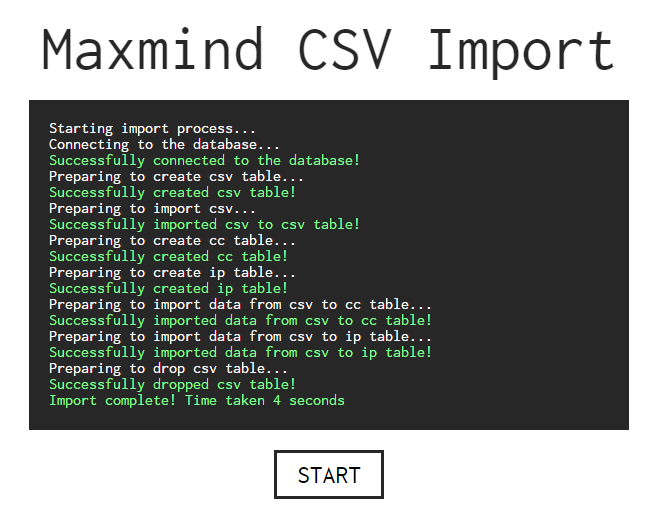 Maxmind CSV Import
Starting import process...
Connecting to the database...
Successfully connected to the database!
Preparing to create csv table...
Successfully created csv table!
Preparing to import csv...
Successfully imported csv to csv table!
Preparing to create cc table...
Successfully created cc table!
Preparing to create ip table...
Successfully created ip table!
Preparing to import data from csv to cc table...
Successfully imported data from csv to cc table!
Preparing to import data from csv to ip table...
Successfully imported data from csv to ip table!
Preparing to drop csv table...
Successfully dropped csv table!
Import complete! Time taken 4 seconds
START